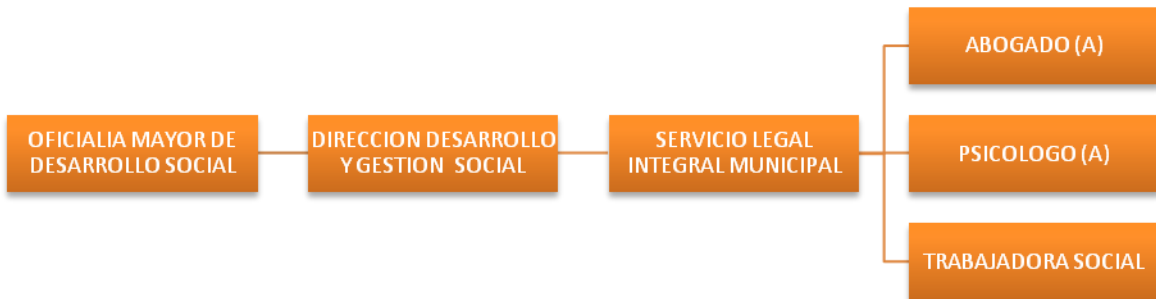 OFICIALIA MAYOR DE
DESARROLLO SOCIAL
DIRECCION DESARROLLO
Y GESTION SOCIAL
SERVICIO LEGAL
INTEGRAL MUNICIPAL
ABOGADO (A)
PSICOLOGO (A)
TRABAJADORA SOCIAL